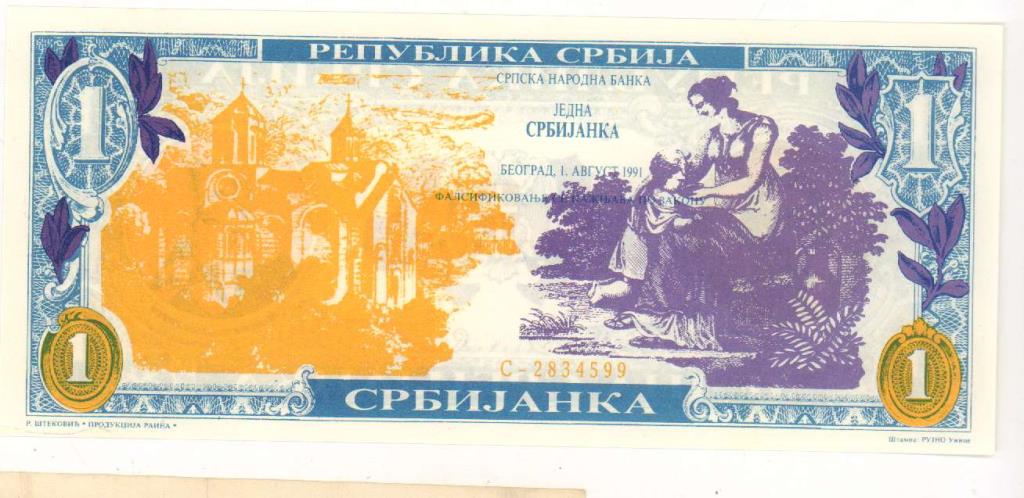 РЕПУБЛИКА СРБИЈА
СРПСКА НАРОДНА БАНКА
1
1
ЈЕДНА
СРБИЈАНКА
БЕОГРАД, 1. АВГУСТ 1991
ФАЛСИФИКОВАЊЕ СЕ КАЖЊАВА ПО ЗАКОНУ
1
1
С-2834599
СРБИЈАНКА
Р. ШТЕКОВИЋ • ПРОДУКЦИЈА РАИНА •
Штампа: РУЈНО Ужице